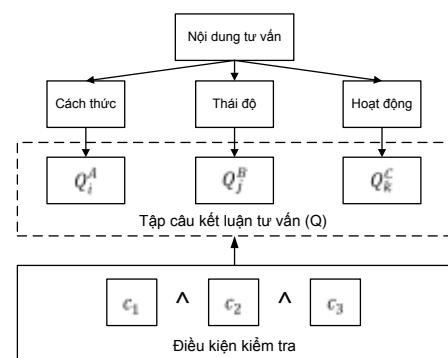 Nội dung tư vấn
Cách thức Thái độ Hoạt động
Q_i^A Q_j^B Q_k^C
Tập câu kết luận tư vấn (Q)
c_1 ^ c_2 ^ c_3
Điều kiện kiểm tra